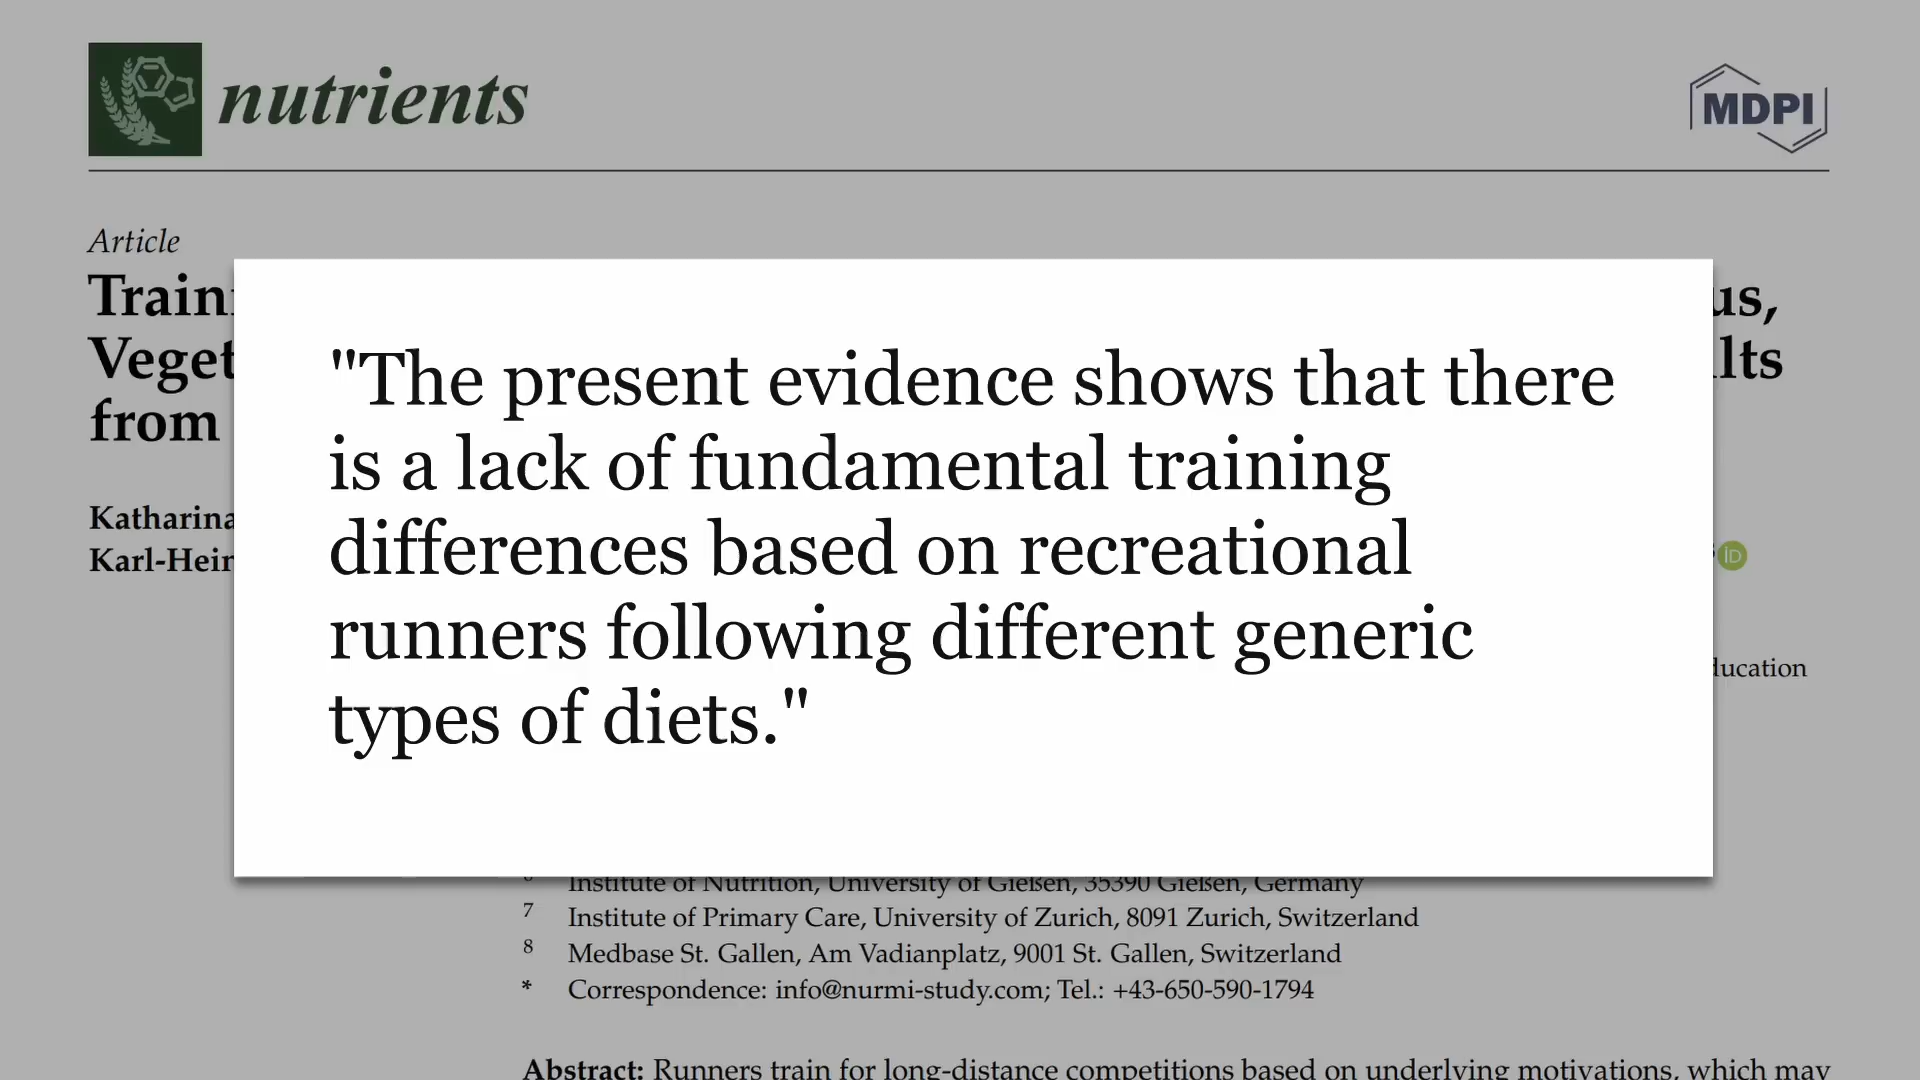 nutrients
MDPI
Article
us,
lts
from
"The present evidence shows that there
is a lack of fundamental training
differences based on recreational
runners following different generic
types of diets."
Katharina
iD
ducation
Institute of Nutrition, University of Gießen, 35390 Gießen, Germany
7 Institute of Primary Care, University of Zurich, 8091 Zurich, Switzerland
8 Medbase St. Gallen, Am Vadianplatz, 9001 St. Gallen, Switzerland
* Correspondence: info@nurmi-study.com; Tel.: +43-650-590-1794
Abstract: Runners train for long-distance competitions based on underlying motivations, which may